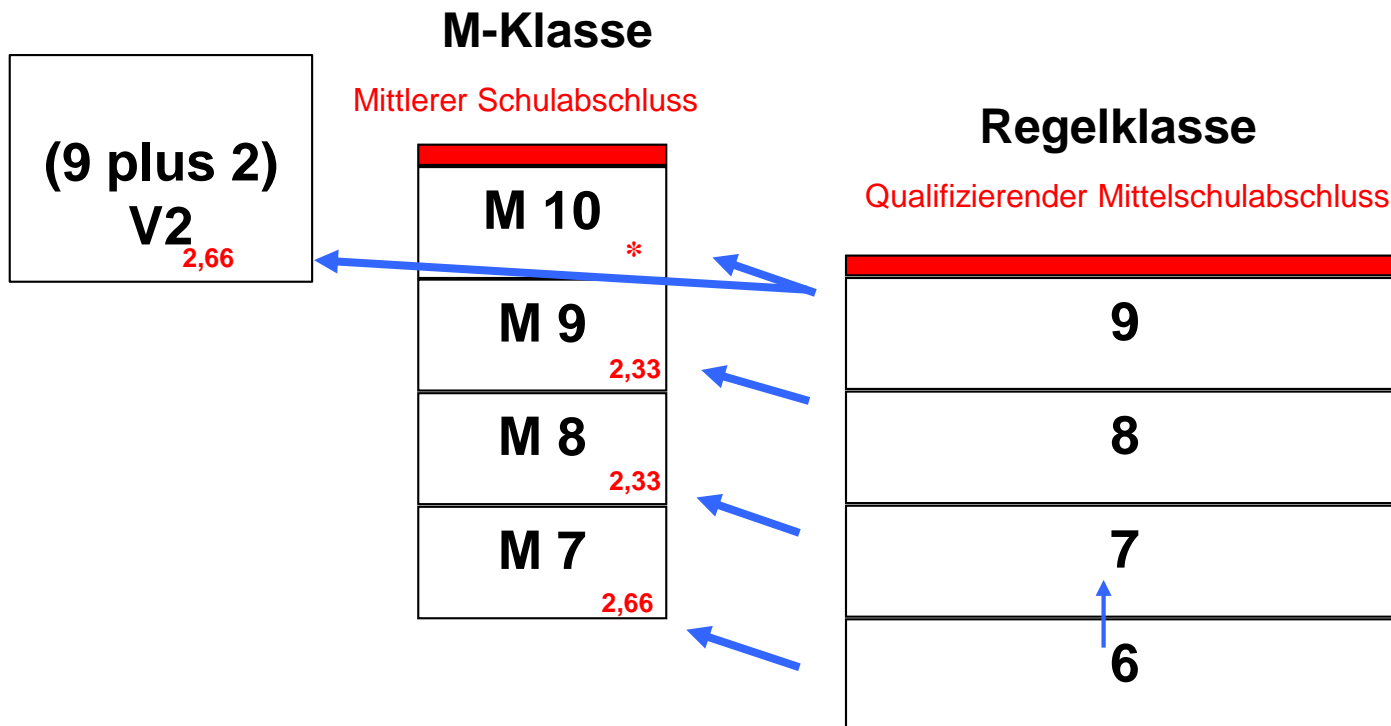 M-Klasse
Mittlerer Schulabschluss
(9 plus 2)
V2
2,66
M 10
*
M 9
2,33
M 8
2,33
M 7
2,66
Regelklasse
Qualifizierender Mittelschulabschluss
9
8
7
6